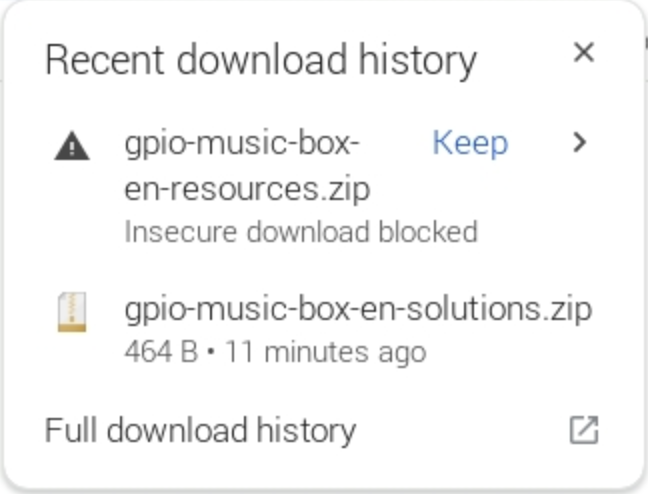 Recent download history
gpio-music-box-
Keep
en-resources.zip
Insecure download blocked
gpio-music-box-en-solutions.zip
464 B • 11 minutes ago
Full download history